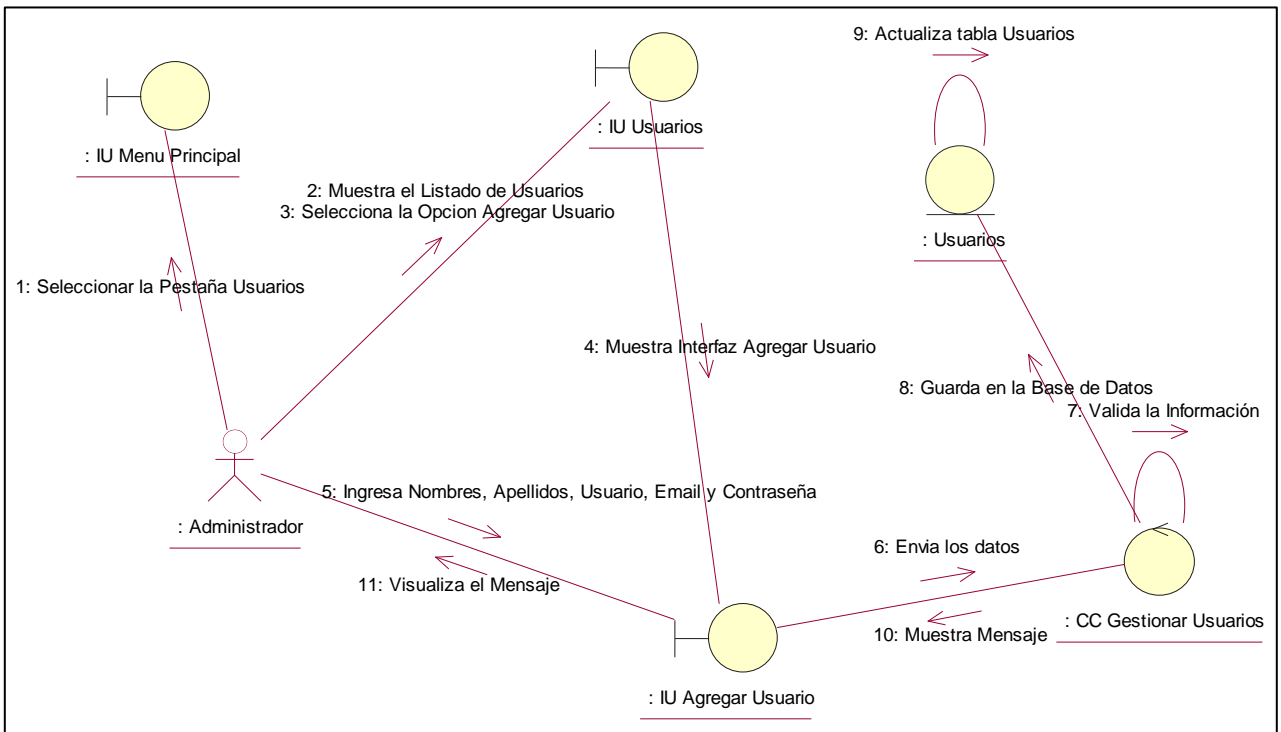 9: Actualiza tabla Usuarios
: IU Usuarios
: IU Menu Principal
2: Muestra el Listado de Usuarios
3: Selecciona la Opcion Agregar Usuario
: Usuarios
1: Seleccionar la Pestaña Usuarios
4: Muestra Interfaz Agregar Usuario
8: Guarda en la Base de Datos
7: Valida la Información
5: Ingresa Nombres, Apellidos, Usuario, Email y Contraseña
: Administrador
6: Envia los datos
11: Visualiza el Mensaje
: CC Gestionar Usuarios
10: Muestra Mensaje
: IU Agregar Usuario